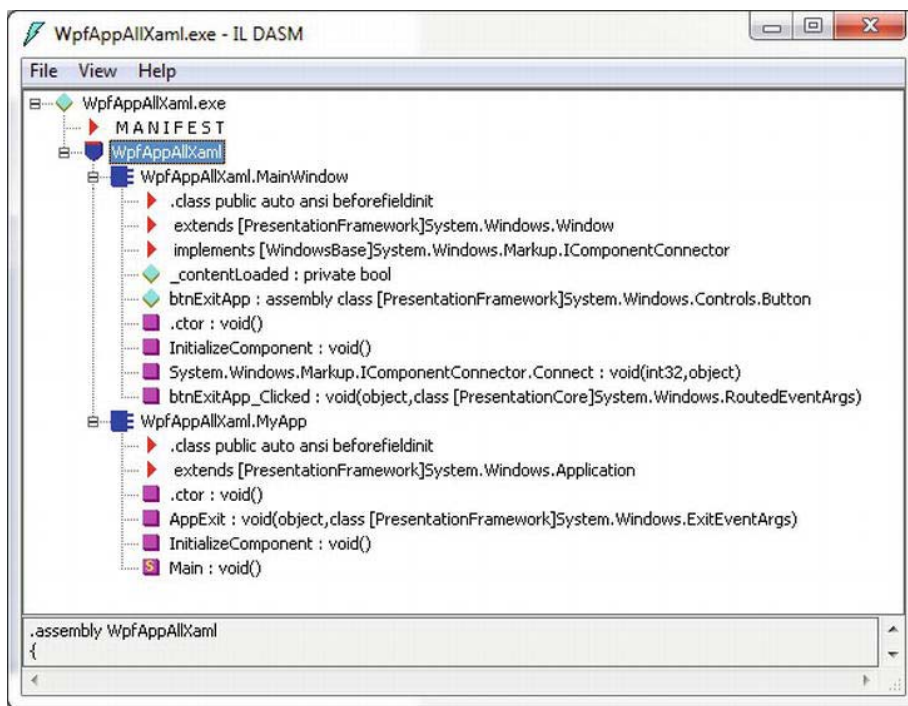 WpfAppAllXaml.exe - IL DASM
File View Help
WpfAppAllXaml.exe
MANIFEST
WpfAppAllXaml
WpfAppAllXaml.MainWindow
.class public auto ansi beforefieldinit
extends [PresentationFramework]System.Windows.Window
implements [WindowsBase]System.Windows.Markup.IComponentConnector
_contentLoaded : private bool
btnExitApp : assembly class [PresentationFramework]System.Windows.Controls.Button
.ctor : void()
InitializeComponent : void()
System.Windows.Markup.IComponentConnector.Connect : void(int32,object)
btnExitApp_Clicked : void(object,class [PresentationCore]System.Windows.RoutedEventArgs)
WpfAppAllXaml.MyApp
.class public auto ansi beforefieldinit
extends [PresentationFramework]System.Windows.Application
.ctor : void()
AppExit : void(object,class [PresentationFramework]System.Windows.ExitEventArgs)
InitializeComponent : void()
S Main : void()
.assembly WpfAppAllXaml
{